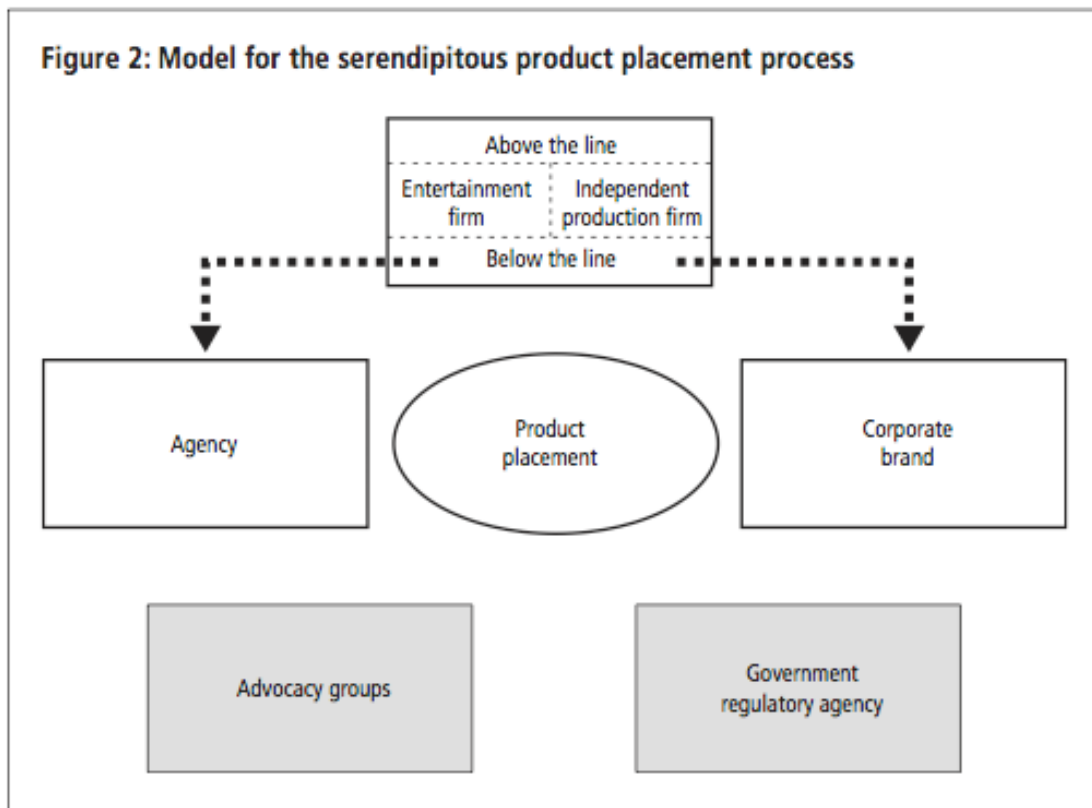 Figure 2: Model for the serendipitous product placement process
Above the line
Entertainment
firm
Independent
production firm
Below the line
Agency
Product
placement
Corporate
brand
Advocacy groups
Government
regulatory agency